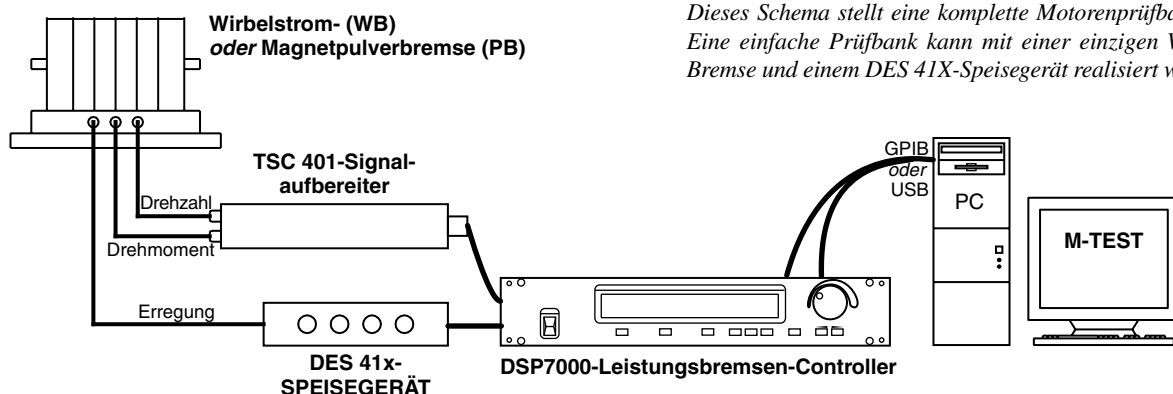 Wirbelstrom- (WB)
oder Magnetpulverbremse (PB)
Dieses Schema stellt eine komplette
Eine einfache Prüfbank kann mit einer einzigen
Bremse und einem DES 41X-Speisegerät realisiert
TSC 401-Signal-
aufbereiter
Drehzahl
Drehmoment
Erregung
DES 41x-
SPEISEGERÄT
DSP7000-Leistungsbremsen-Controller
GPIB
oder
USB
PC
M-TEST